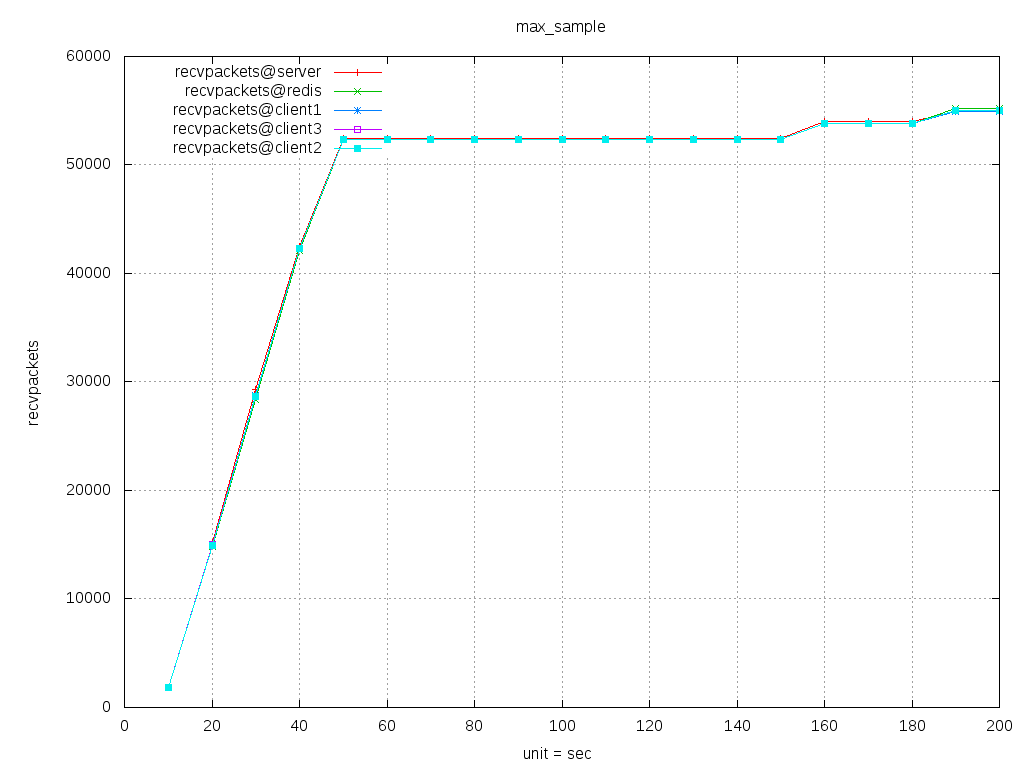 max_sample
60000
50000
40000
30000
20000
10000
0
recvpackets
recvpackets@server
recvpackets@redis
recvpackets@client1
recvpackets@client3
recvpackets@client2
0 20 40 60 80 100 120 140 160 180 200
unit = sec